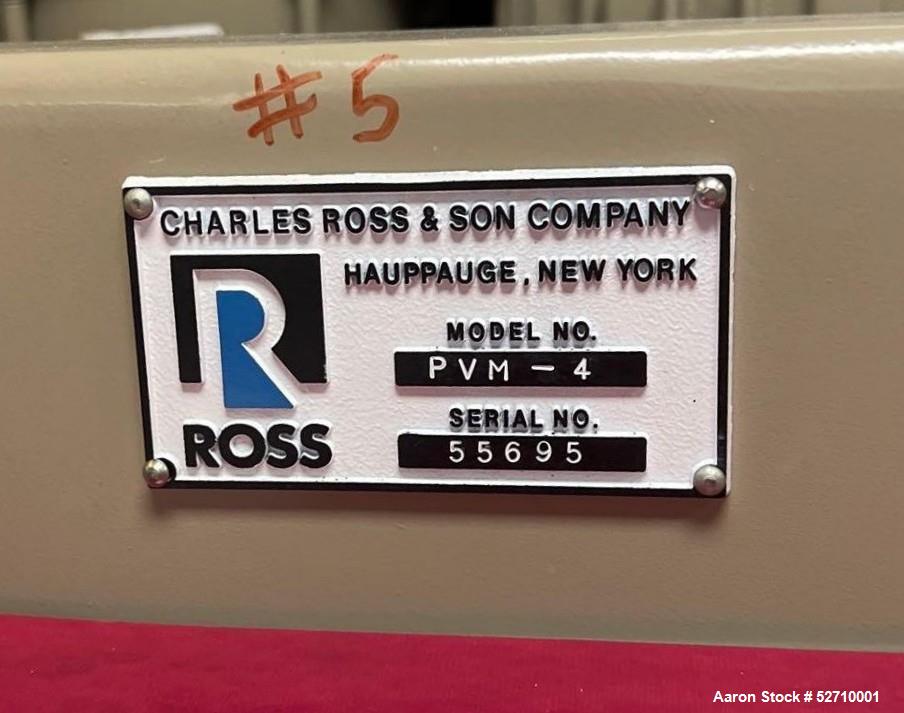 #5
CHARLES ROSS & SON COMPANY
HAUPPAUGE, NEW YORK
R
ROSS
MODEL NO.
PVM-4
SERIAL NO.
55695
Aaron Stock # 52710001